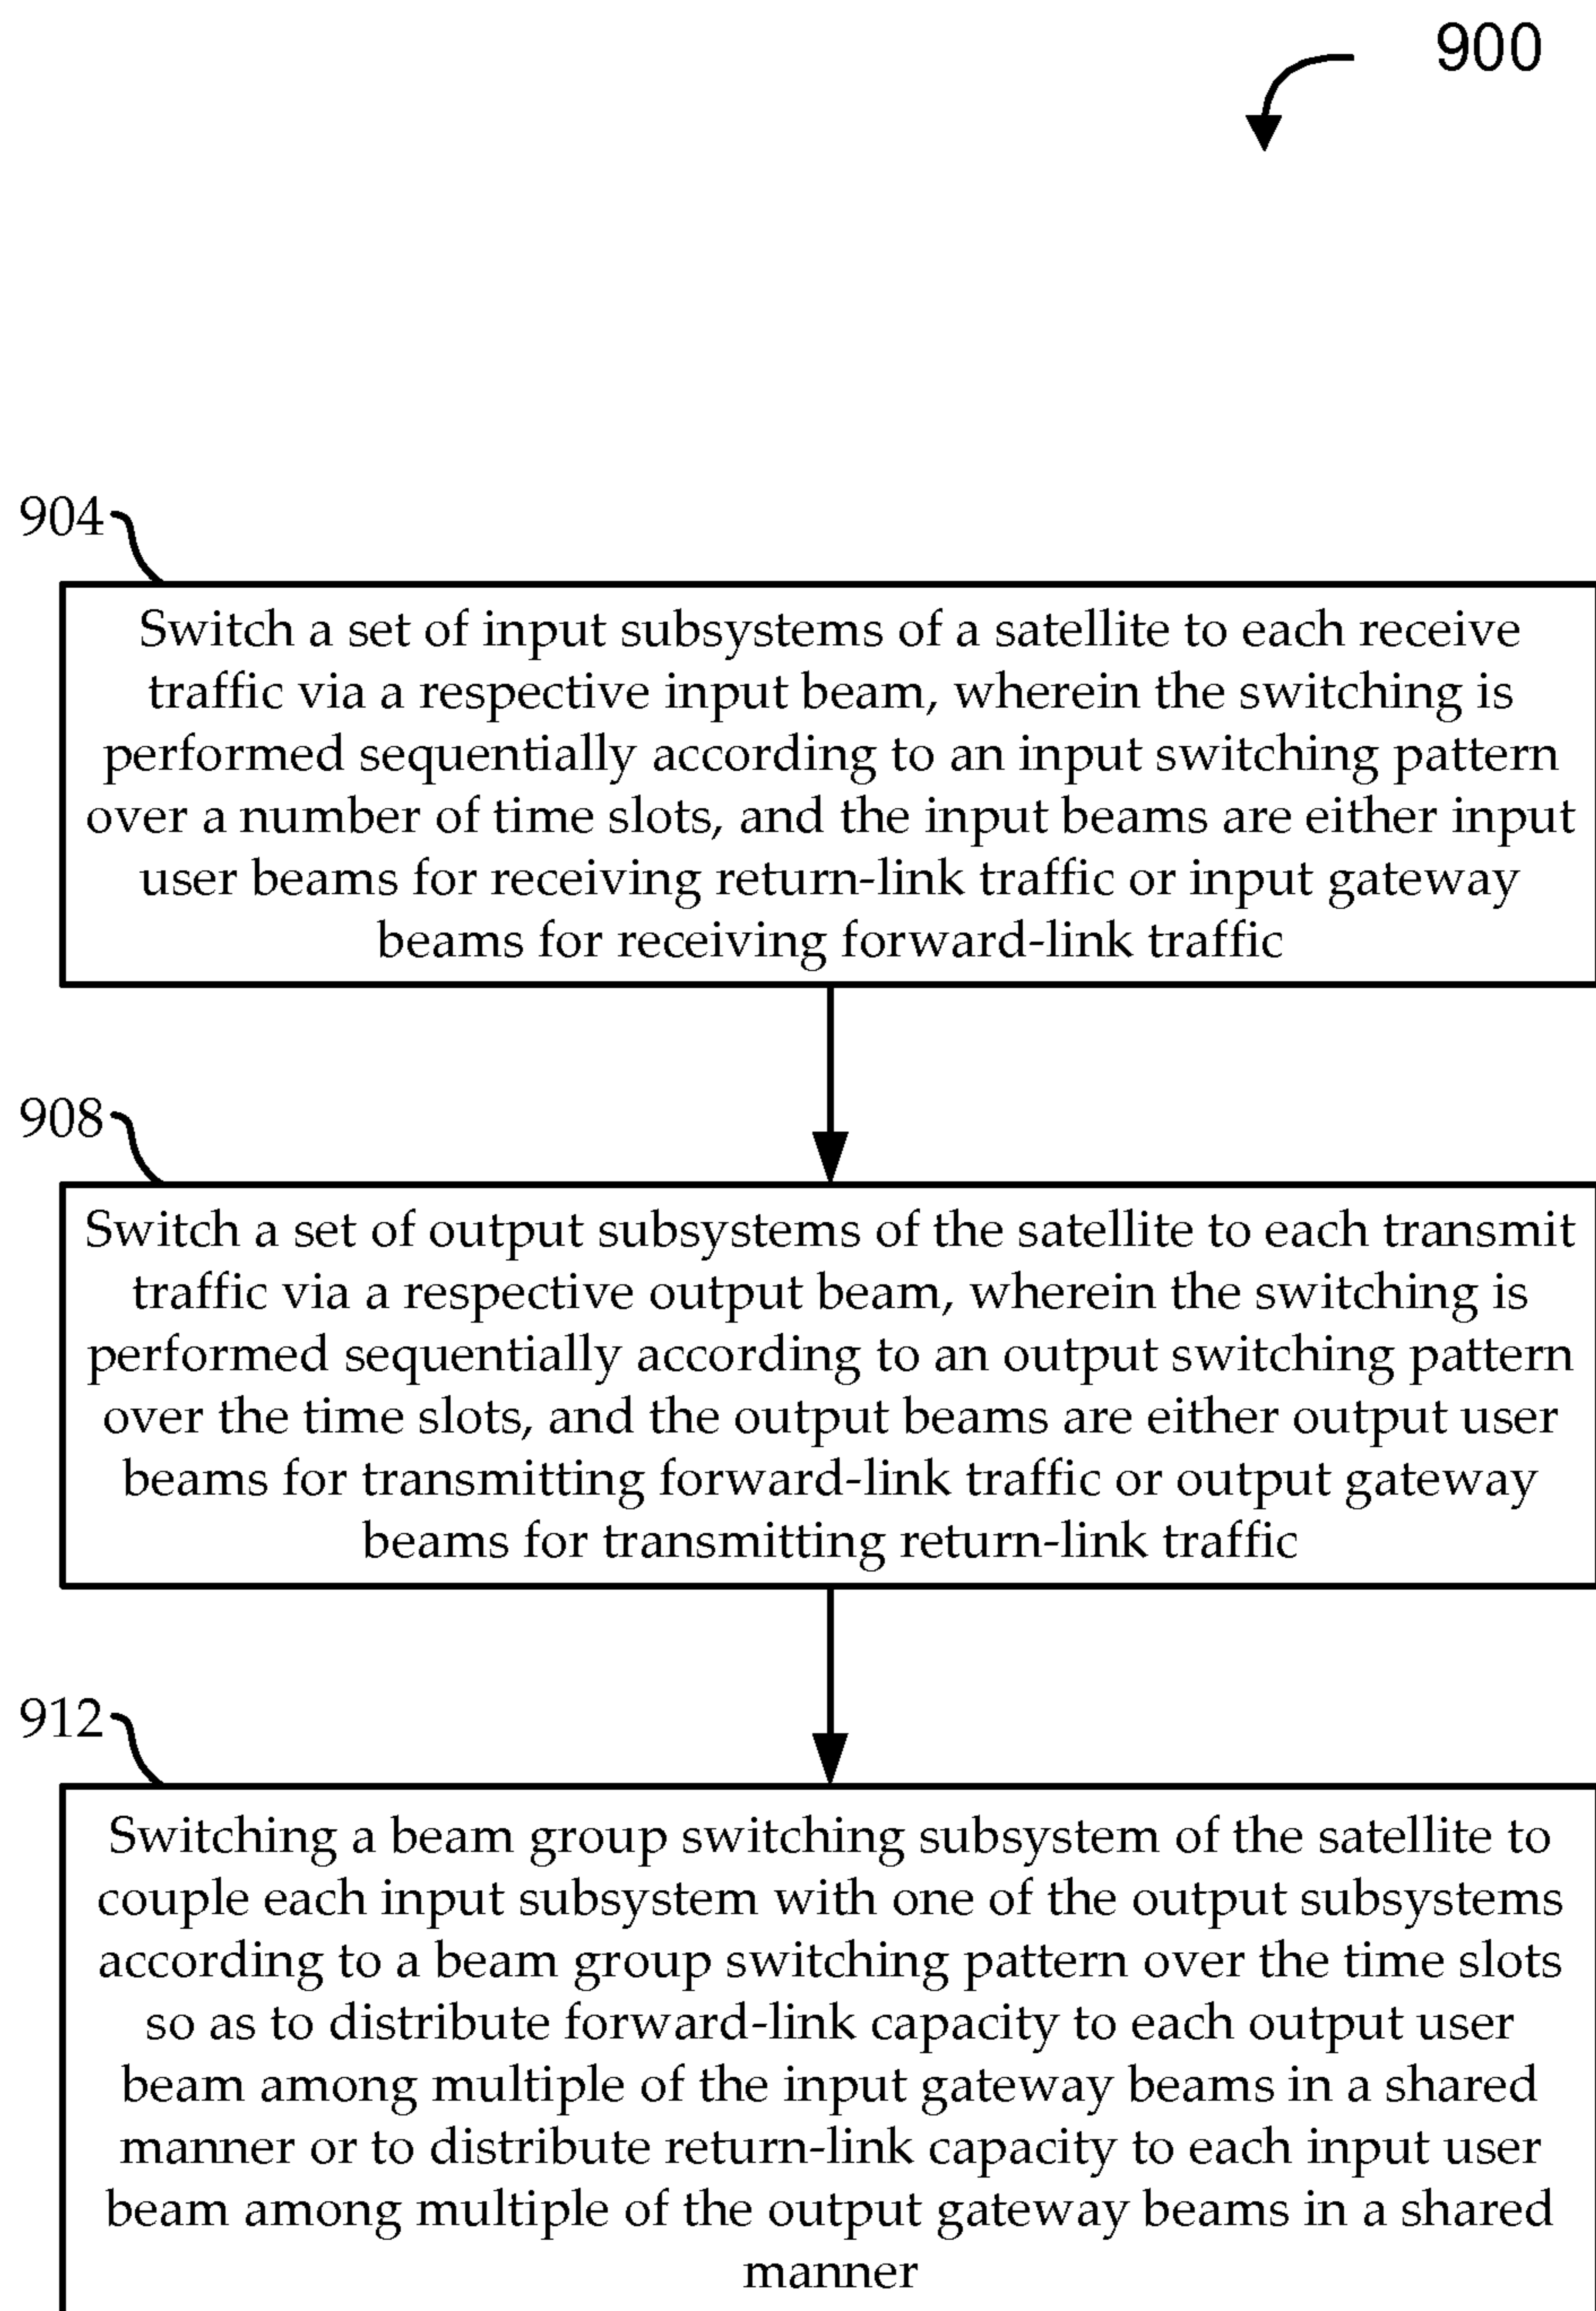 900
904
Switch a set of input subsystems of a satellite to each receive
traffic via a respective input beam, wherein the switching is
performed sequentially according to an input switching pattern
over a number of time slots, and the input beams are either input
user beams for receiving return-link traffic or input gateway
beams for receiving forward-link traffic
908
Switch a set of output subsystems of the satellite to each transmit
traffic via a respective output beam, wherein the switching is
performed sequentially according to an output switching pattern
over the time slots, and the output beams are either output user
beams for transmitting forward-link traffic or output gateway
beams for transmitting return-link traffic
912
Switching a beam group switching subsystem of the satellite to
couple each input subsystem with one of the output subsystems
according to a beam group switching pattern over the time slots
so as to distribute forward-link capacity to each output user
beam among multiple of the input gateway beams in a shared
manner or to distribute return-link capacity to each input user
beam among multiple of the output gateway beams in a shared
manner